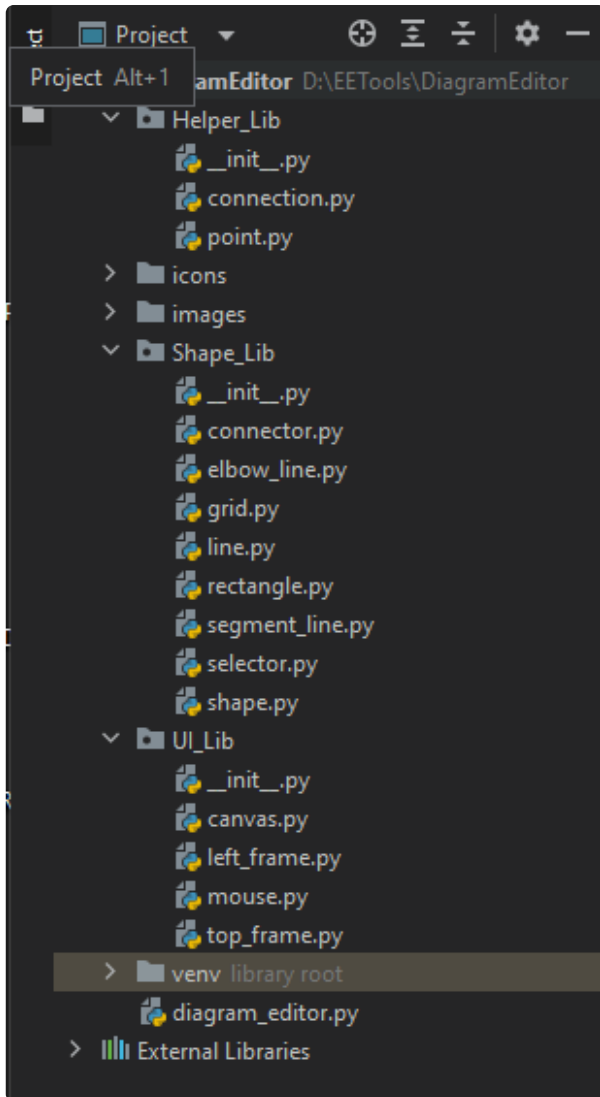 Project
Project Alt+1
amEditor D:\EETools\DiagramEditor
Helper_Lib
__init__.py
connection.py
point.py
icons
images
Shape_Lib
__init__.py
connector.py
elbow_line.py
grid.py
line.py
rectangle.py
segment_line.py
selector.py
shape.py
UI_Lib
__init__.py
canvas.py
left_frame.py
mouse.py
top_frame.py
venv library root
diagram_editor.py
External Libraries